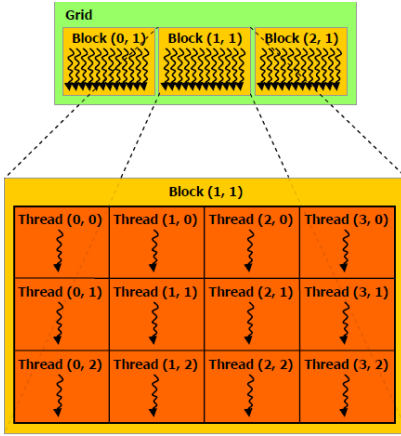 Grid
Block (0, 1) Block (1, 1) Block (2, 1)
Block (1, 1)
Thread (0, 0) Thread (1, 0) Thread (2, 0) Thread (3, 0)
Thread (0, 1) Thread (1, 1) Thread (2, 1) Thread (3, 1)
Thread (0, 2) Thread (1, 2) Thread (2, 2) Thread (3, 2)